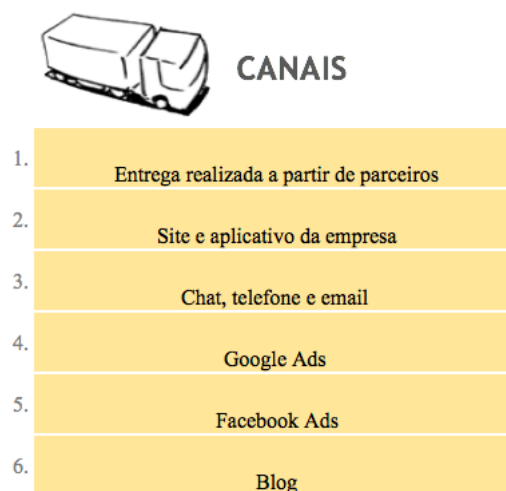 CANAIS
1. Entrega realizada a partir de parceiros
2. Site e aplicativo da empresa
3. Chat, telefone e email
4. Google Ads
5. Facebook Ads
6. Blog